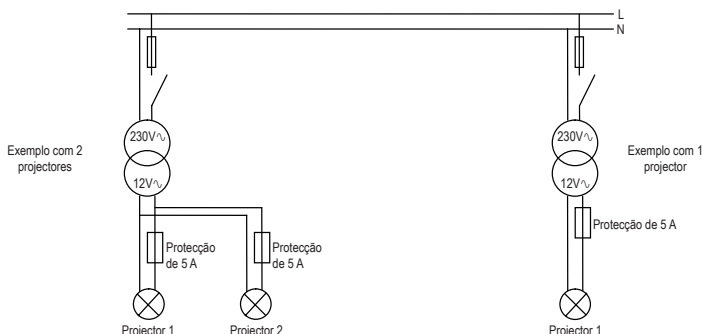 L
N
230V∿
12V∿
Exemplo com 2
projectores
Protecção
de 5 A
Protecção
de 5 A
Projector 1
Projector 2
230V∿
12V∿
Exemplo com 1
projector
Protecção de 5 A
Projector 1